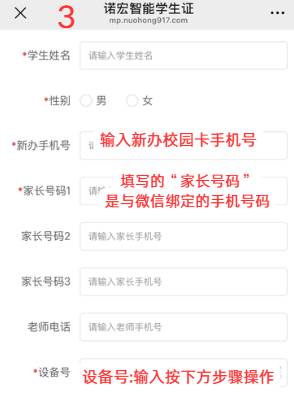 3
诺宏智能学生证
mp.nuohong917.com
*学生姓名 请输入学生姓名
*性别 男 女
*新办手机号 输入新办校园卡手机号
填写的“家长号码”
*家长号码1
是与微信绑定的手机号码
家长号码2 请输入家长手机号
家长号码3 请输入家长手机号
老师电话 请输入老师手机号
*设备号 设备号:输入按下方步骤操作